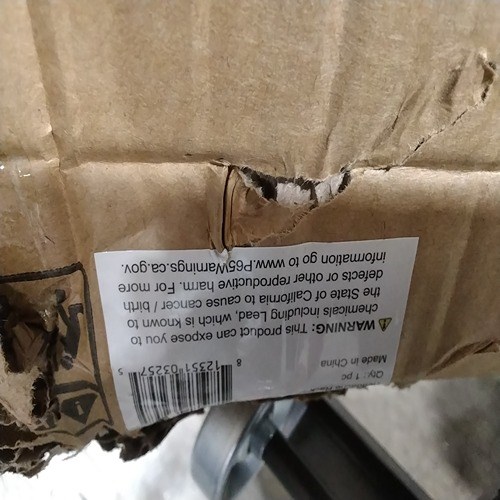 Qty: 1 pc
Made in China
8 12351 03257 5
⚠ WARNING: This product can expose you to
chemicals including Lead, which is known to
the State of California to cause cancer / birth
defects or other reproductive harm. For more
information go to www.P65Warnings.ca.gov.